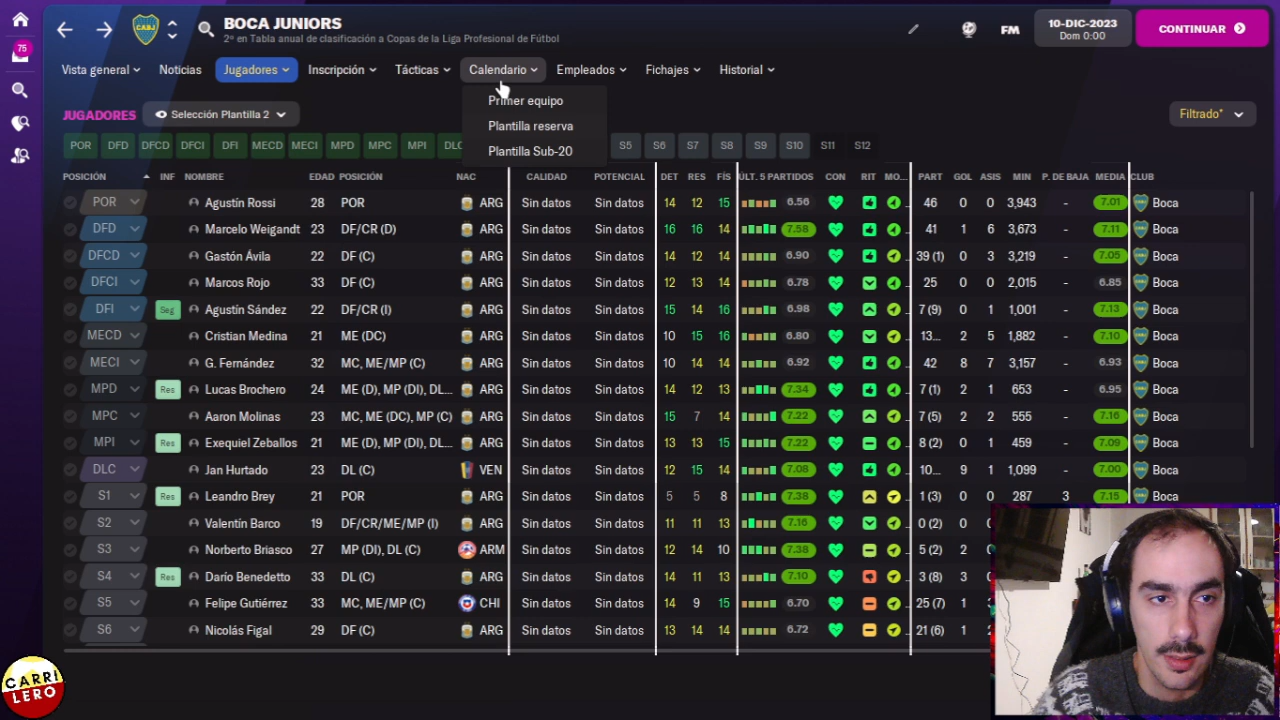 BOCA JUNIORS
2º en Tabla anual de clasificación a Copas de la Liga Profesional de Fútbol
FM
10-DIC-2023
Dom 0:00
CONTINUAR
75
Vista general Noticias Jugadores Inscripción Tácticas Calendario Empleados Fichajes Historial
Primer equipo
Plantilla reserva
Plantilla Sub-20
JUGADORES Selección Plantilla 2 Filtrado*
POR DFD DFCD DFCI DFI MECD MECI MPD MPC MPI DLC S5 S6 S7 S8 S9 S10 S11 S12
POSICIÓN INF NOMBRE EDAD POSICIÓN NAC CALIDAD POTENCIAL DET RES FÍS ÚLT. 5 PARTIDOS CON RIT MO... PART GOL ASIS MIN P. DE BAJA MEDIA CLUB
POR Agustín Rossi 28 POR ARG Sin datos Sin datos 14 12 15 6.56 46 0 0 3,943 - 7.01 Boca
DFD Marcelo Weigandt 23 DF/CR (D) ARG Sin datos Sin datos 16 16 14 7.58 41 1 6 3,673 - 7.11 Boca
DFCD Gastón Ávila 22 DF (C) ARG Sin datos Sin datos 14 12 14 6.90 39 (1) 0 3 3,219 - 7.05 Boca
DFCI Marcos Rojo 33 DF (C) ARG Sin datos Sin datos 12 13 14 6.78 25 0 0 2,015 - 6.85 Boca
DFI Seg Agustín Sández 22 DF/CR (I) ARG Sin datos Sin datos 15 14 16 6.98 7 (9) 0 1 1,001 - 7.13 Boca
MECD Cristian Medina 21 ME (DC) ARG Sin datos Sin datos 10 15 16 6.80 13... 2 5 1,882 - 7.10 Boca
MECI G. Fernández 32 MC, ME/MP (C) ARG Sin datos Sin datos 10 14 14 6.92 42 8 7 3,157 - 6.93 Boca
MPD Res Lucas Brochero 24 ME (D), MP (DI), DL... ARG Sin datos Sin datos 14 12 13 7.34 7 (1) 2 1 653 - 6.95 Boca
MPC Aaron Molinas 23 MC, ME (DC), MP (C) ARG Sin datos Sin datos 15 7 14 7.22 7 (5) 2 2 555 - 7.16 Boca
MPI Res Exequiel Zeballos 21 ME (D), MP (DI), DL... ARG Sin datos Sin datos 13 13 15 7.22 8 (2) 2 1 459 - 7.09 Boca
DLC Jan Hurtado 23 DL (C) VEN Sin datos Sin datos 12 15 14 7.08 10... 9 1 1,099 - 7.00 Boca
S1 Res Leandro Brey 21 POR ARG Sin datos Sin datos 5 5 8 7.38 1 (3) 0 0 287 3 7.15 Boca
S2 Valentín Barco 19 DF/CR/ME/MP (I) ARG Sin datos Sin datos 11 11 13 7.16 0 (2) 0
S3 Norberto Briasco 27 MP (DI), DL (C) ARM Sin datos Sin datos 12 14 10 7.38 5 (2) 2
S4 Res Darío Benedetto 33 DL (C) ARG Sin datos Sin datos 14 11 13 7.10 3 (8) 3
S5 Felipe Gutiérrez 33 MC, ME/MP (C) CHI Sin datos Sin datos 14 9 15 6.70 25 (7) 1
S6 Nicolás Figal 29 DF (C) ARG Sin datos Sin datos 13 14 14 6.72 21 (6) 1
CARRI
LERO